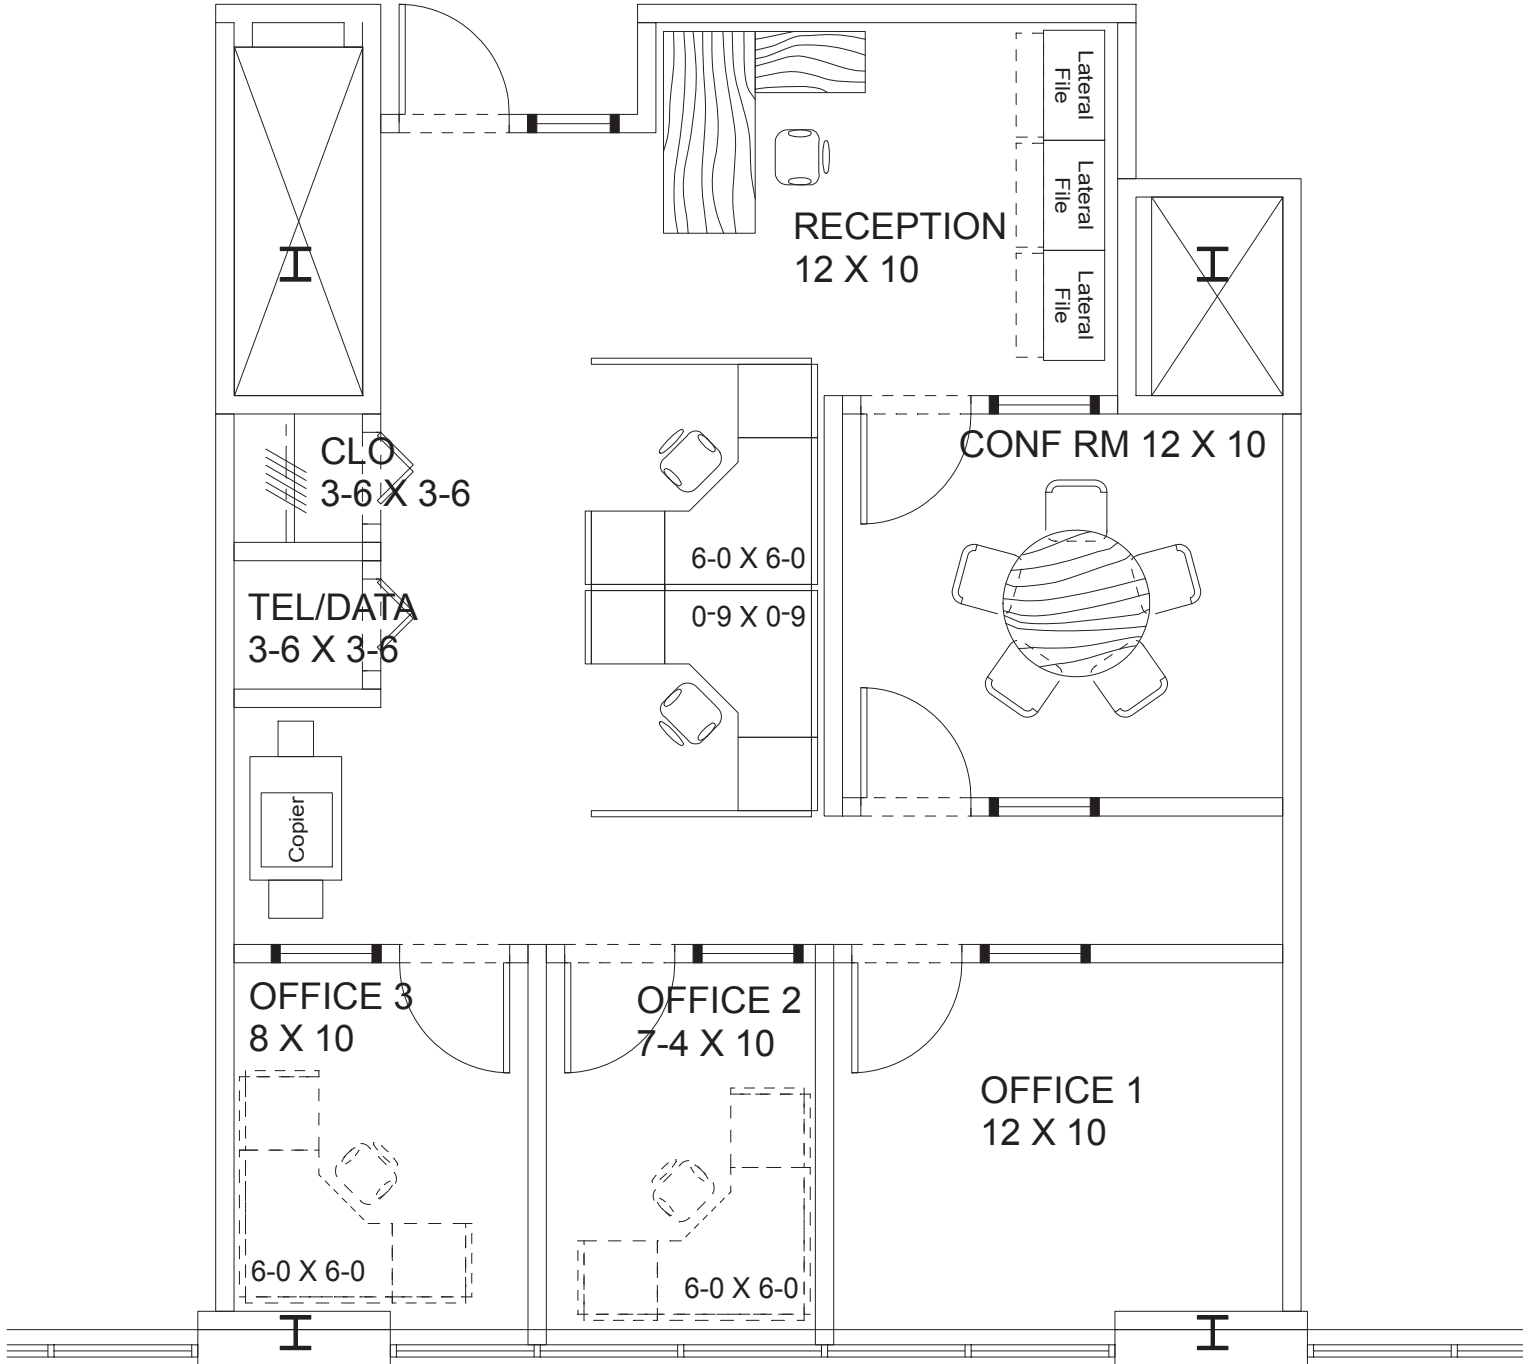 Lateral
File
Lateral
File
Lateral
File
RECEPTION
12 X 10
CLO
3-6 X 3-6
CONF RM 12 X 10
6-0 X 6-0
6-0 X 6-0
TEL/DATA
3-6 X 3-6
Copier
OFFICE 3
8 X 10
OFFICE 2
7-4 X 10
OFFICE 1
12 X 10
6-0 X 6-0
6-0 X 6-0